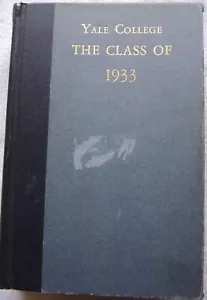 YALE COLLEGE
THE CLASS OF
1933